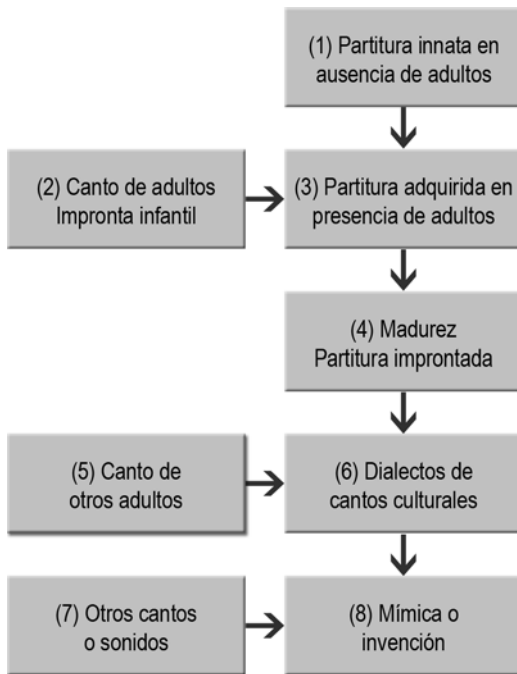 (1) Partitura innata en
ausencia de adultos
(2) Canto de adultos
Impronta infantil
(3) Partitura adquirida en
presencia de adultos
(4) Madurez
Partitura improntada
(5) Canto de
otros adultos
(6) Dialectos de
cantos culturales
(7) Otros cantos
o sonidos
(8) Mímica o
invención